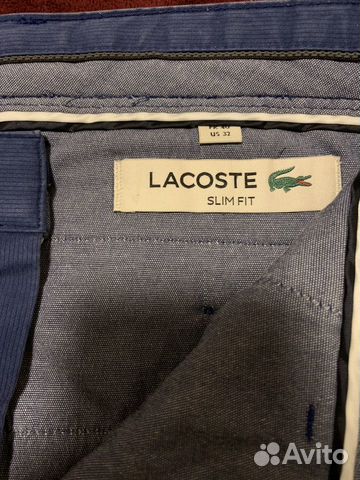 US 32
LACOSTE
SLIM FIT
Avito